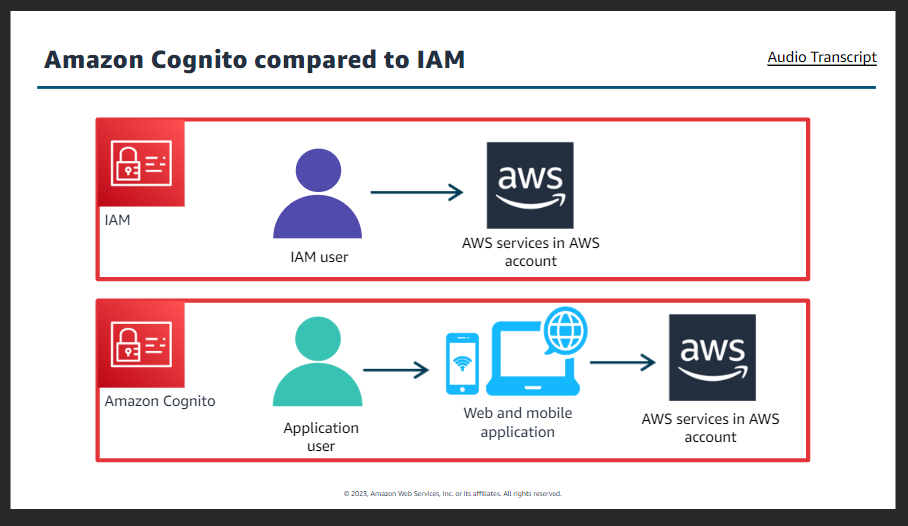 Amazon Cognito compared to IAM
Audio Transcript
IAM
IAM user
aws
AWS services in AWS
account
Amazon Cognito
Application
user
Web and mobile
application
aws
AWS services in AWS
account
© 2023, Amazon Web Services, Inc. or its affiliates. All rights reserved.